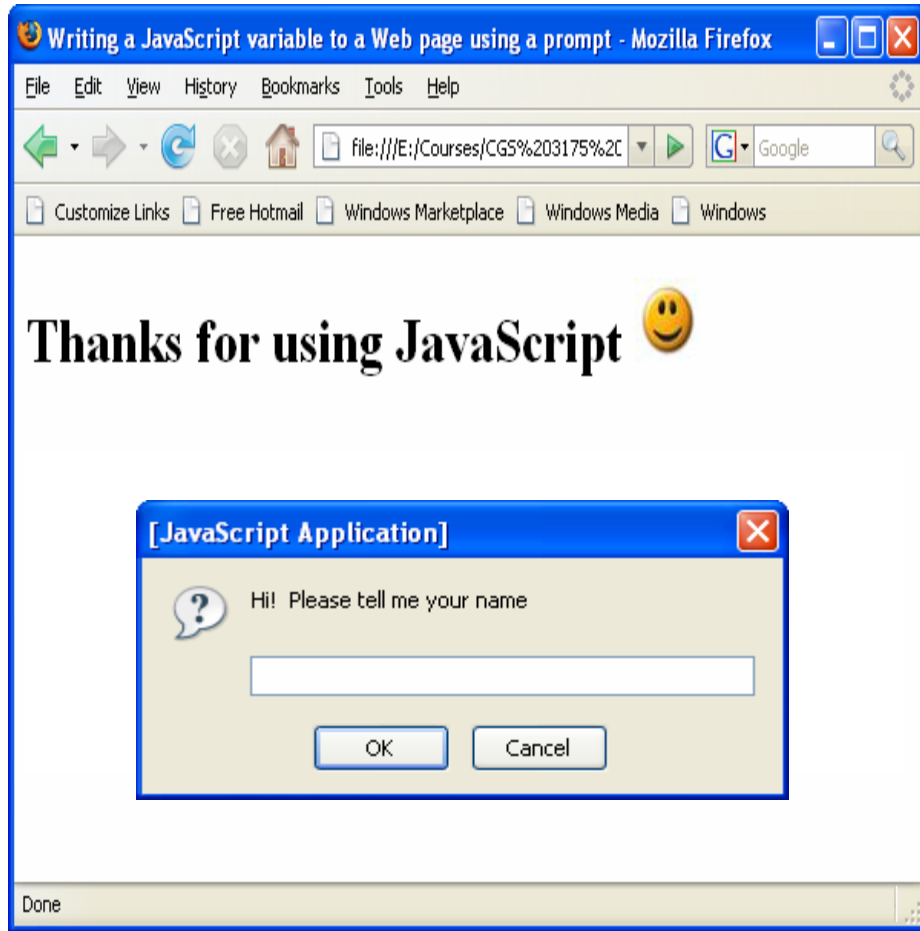 Writing a JavaScript variable to a Web page using a prompt - Mozilla Firefox
File Edit View History Bookmarks Tools Help
file:///E:/Courses/CGS%203175%2C G Google
Customize Links Free Hotmail Windows Marketplace Windows Media Windows
Thanks for using JavaScript
[JavaScript Application]
Hi! Please tell me your name
OK Cancel
Done